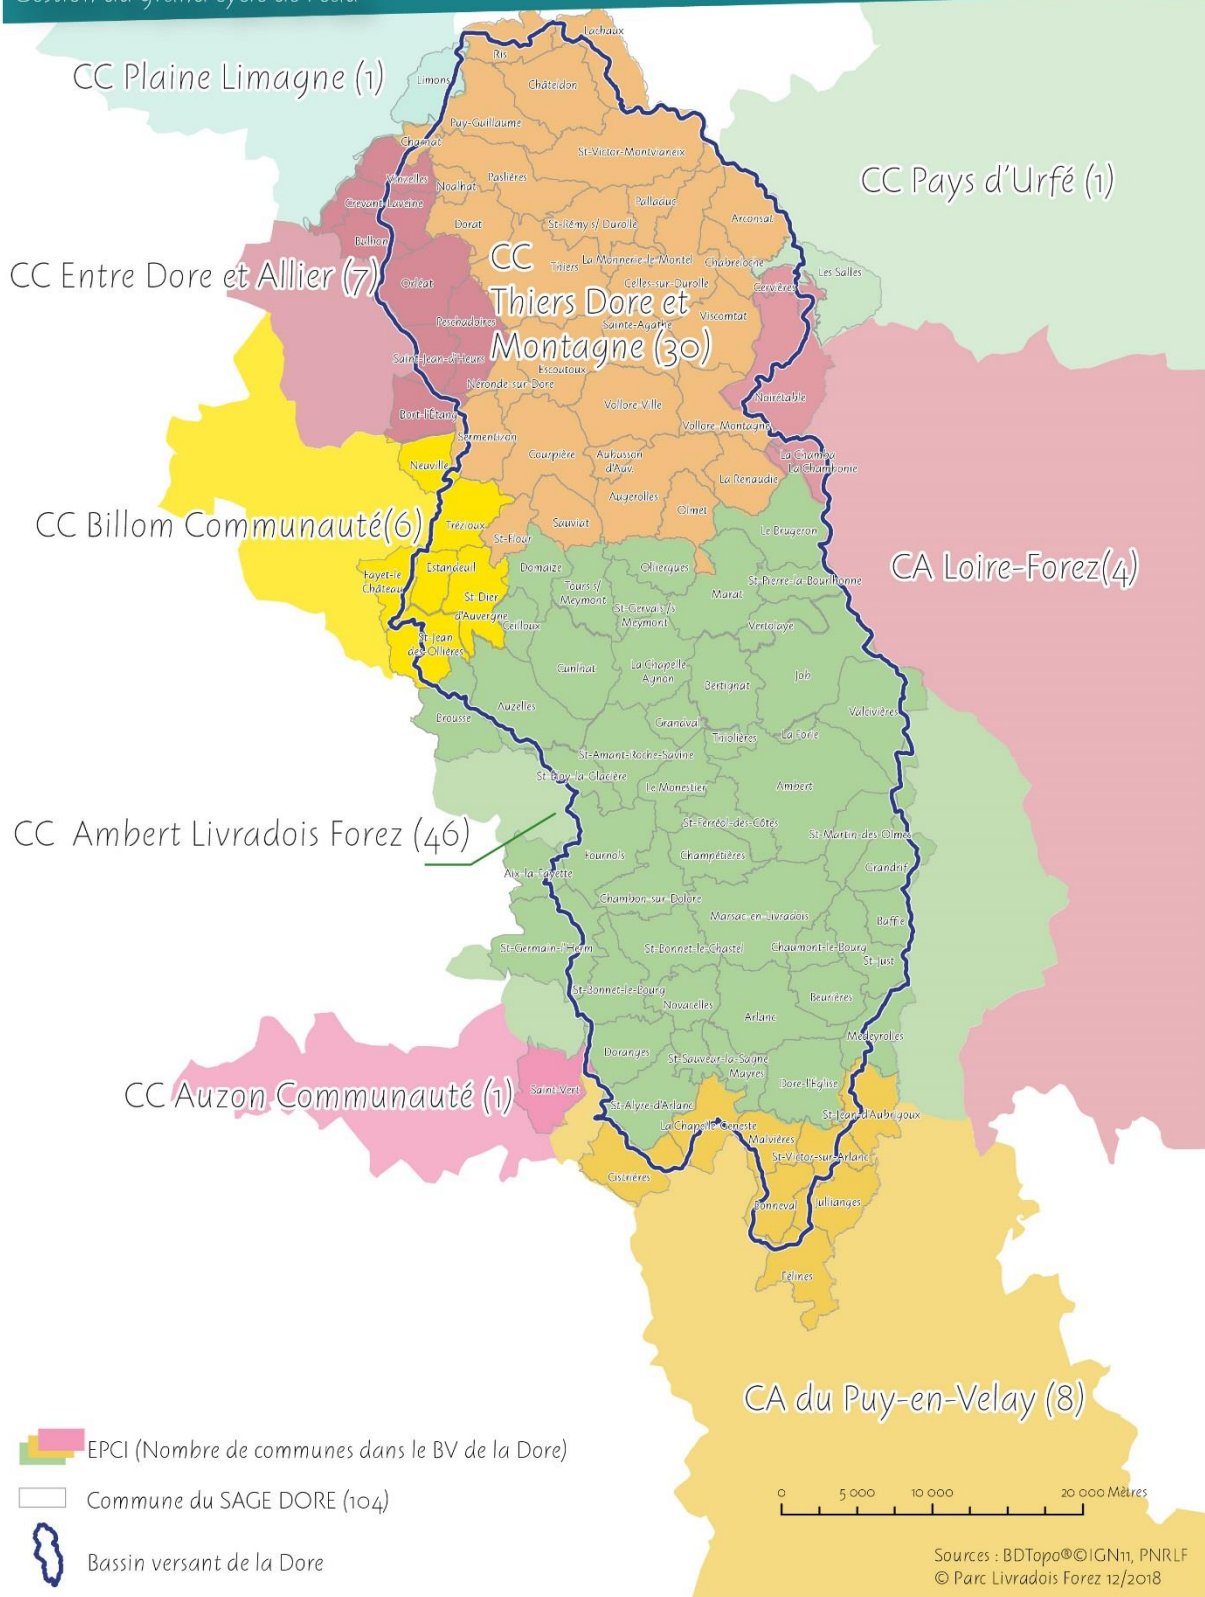 Gestion du grand cycle de l'eau
Lachaux
Ris
CC Plaine Limagne (1)
Limons
Châteldon
Puy-Guillaume
Charnat
St-Victor-Montvianeix
CC Pays d'Urfé (1)
Vinzelles
Noalhat
Paslières
Crevant-Laveine
Palladuc
Arconsat
Dorat
St-Rémy s/ Durolle
Bulhon
CC
Thiers Dore et
Montagne (30)
La Monnerie-le-Montel
Thiers
Chabreloche
Les Salles
CC Entre Dore et Allier (7)
Orléat
Celles-sur-Durolle
Cervières
Peschadoires
Sainte-Agathe
Viscomtat
Saint-Jean-d'Heurs
Escoutoux
Néronde-sur-Dore
Noirétable
Vollore-Ville
Bort-l'Étang
Vollore-Montagne
Sermentizon
Courpière
Aubusson
d'Auv.
La Chamba
La Chambonie
Neuville
La Renaudie
Augerolles
Olmet
CC Billom Communauté(6)
Trézioux
Sauviat
St-Flour
Le Brugeron
CA Loire-Forez(4)
Estandeuil
Domaize
Olliergues
Fayet-le
Château
St-Pierre-la-Bourlhonne
Tours s/
Meymont
Marat
St-Dier
d'Auvergne
St-Gervais /s
Meymont
Ceilloux
Vertolaye
St-Jean
des-Ollières
Cunlhat
La Chapelle
Agnon
Bertignat
Job
Auzelles
Brousse
Valcivières
Grandval
Thiolières
La Forie
St-Amant-Roche-Savine
St-Eloy-la-Glacière
Le Monestier
Ambert
CC Ambert Livradois Forez (46)
St-Ferréol-des-Côtes
St-Martin-des-Olmes
Fournols
Champétières
Grandrif
Aix-la-Fayette
Chambon-sur-Dolore
Marsac-en-Livradois
Baffie
St-Germain-l'Herm
St-Bonnet-le-Chastel
Chaumont-le-Bourg
St-Just
St-Bonnet-le-Bourg
Novacelles
Beurières
Arlanc
Medeyrolles
Doranges
St-Sauveur-la-Sagne
Mayres
Dore-l'Eglise
CC Auzon Communauté (1)
Saint-Vert
St-Alyre-d'Arlanc
St-Jean-d'Aubrigoux
La Chapelle-Geneste
Malvières
St-Victor-sur-Arlanc
Cistrières
Bonneval
Jullianges
Félines
CA du Puy-en-Velay (8)
EPCI (Nombre de communes dans le BV de la Dore)
Commune du SAGE DORE (104)
Bassin versant de la Dore
0 5 000 10 000 20 000 Mètres
Sources : BDTopo®©IGN11, PNRLF
© Parc Livradois Forez 12/2018